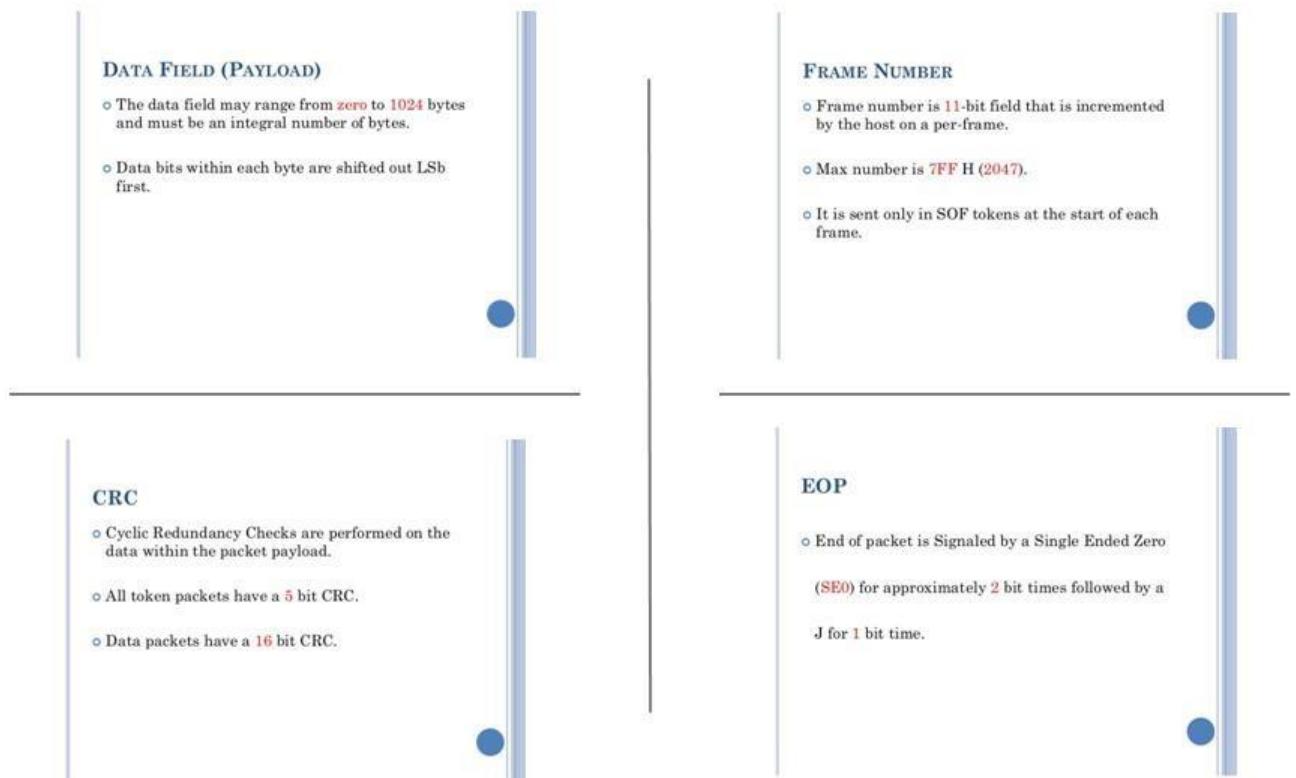 DATA FIELD (PAYLOAD)
The data field may range from zero to 1024 bytes
and must be an integral number of bytes.
Data bits within each byte are shifted out LSb
first.
FRAME NUMBER
Frame number is 11-bit field that is incremented
by the host on a per-frame.
Max number is 7FF H (2047).
It is sent only in SOF tokens at the start of each
frame.
CRC
Cyclic Redundancy Checks are performed on the
data within the packet payload.
All token packets have a 5 bit CRC.
Data packets have a 16 bit CRC.
EOP
End of packet is Signaled by a Single Ended Zero
(SE0) for approximately 2 bit times followed by a
J for 1 bit time.